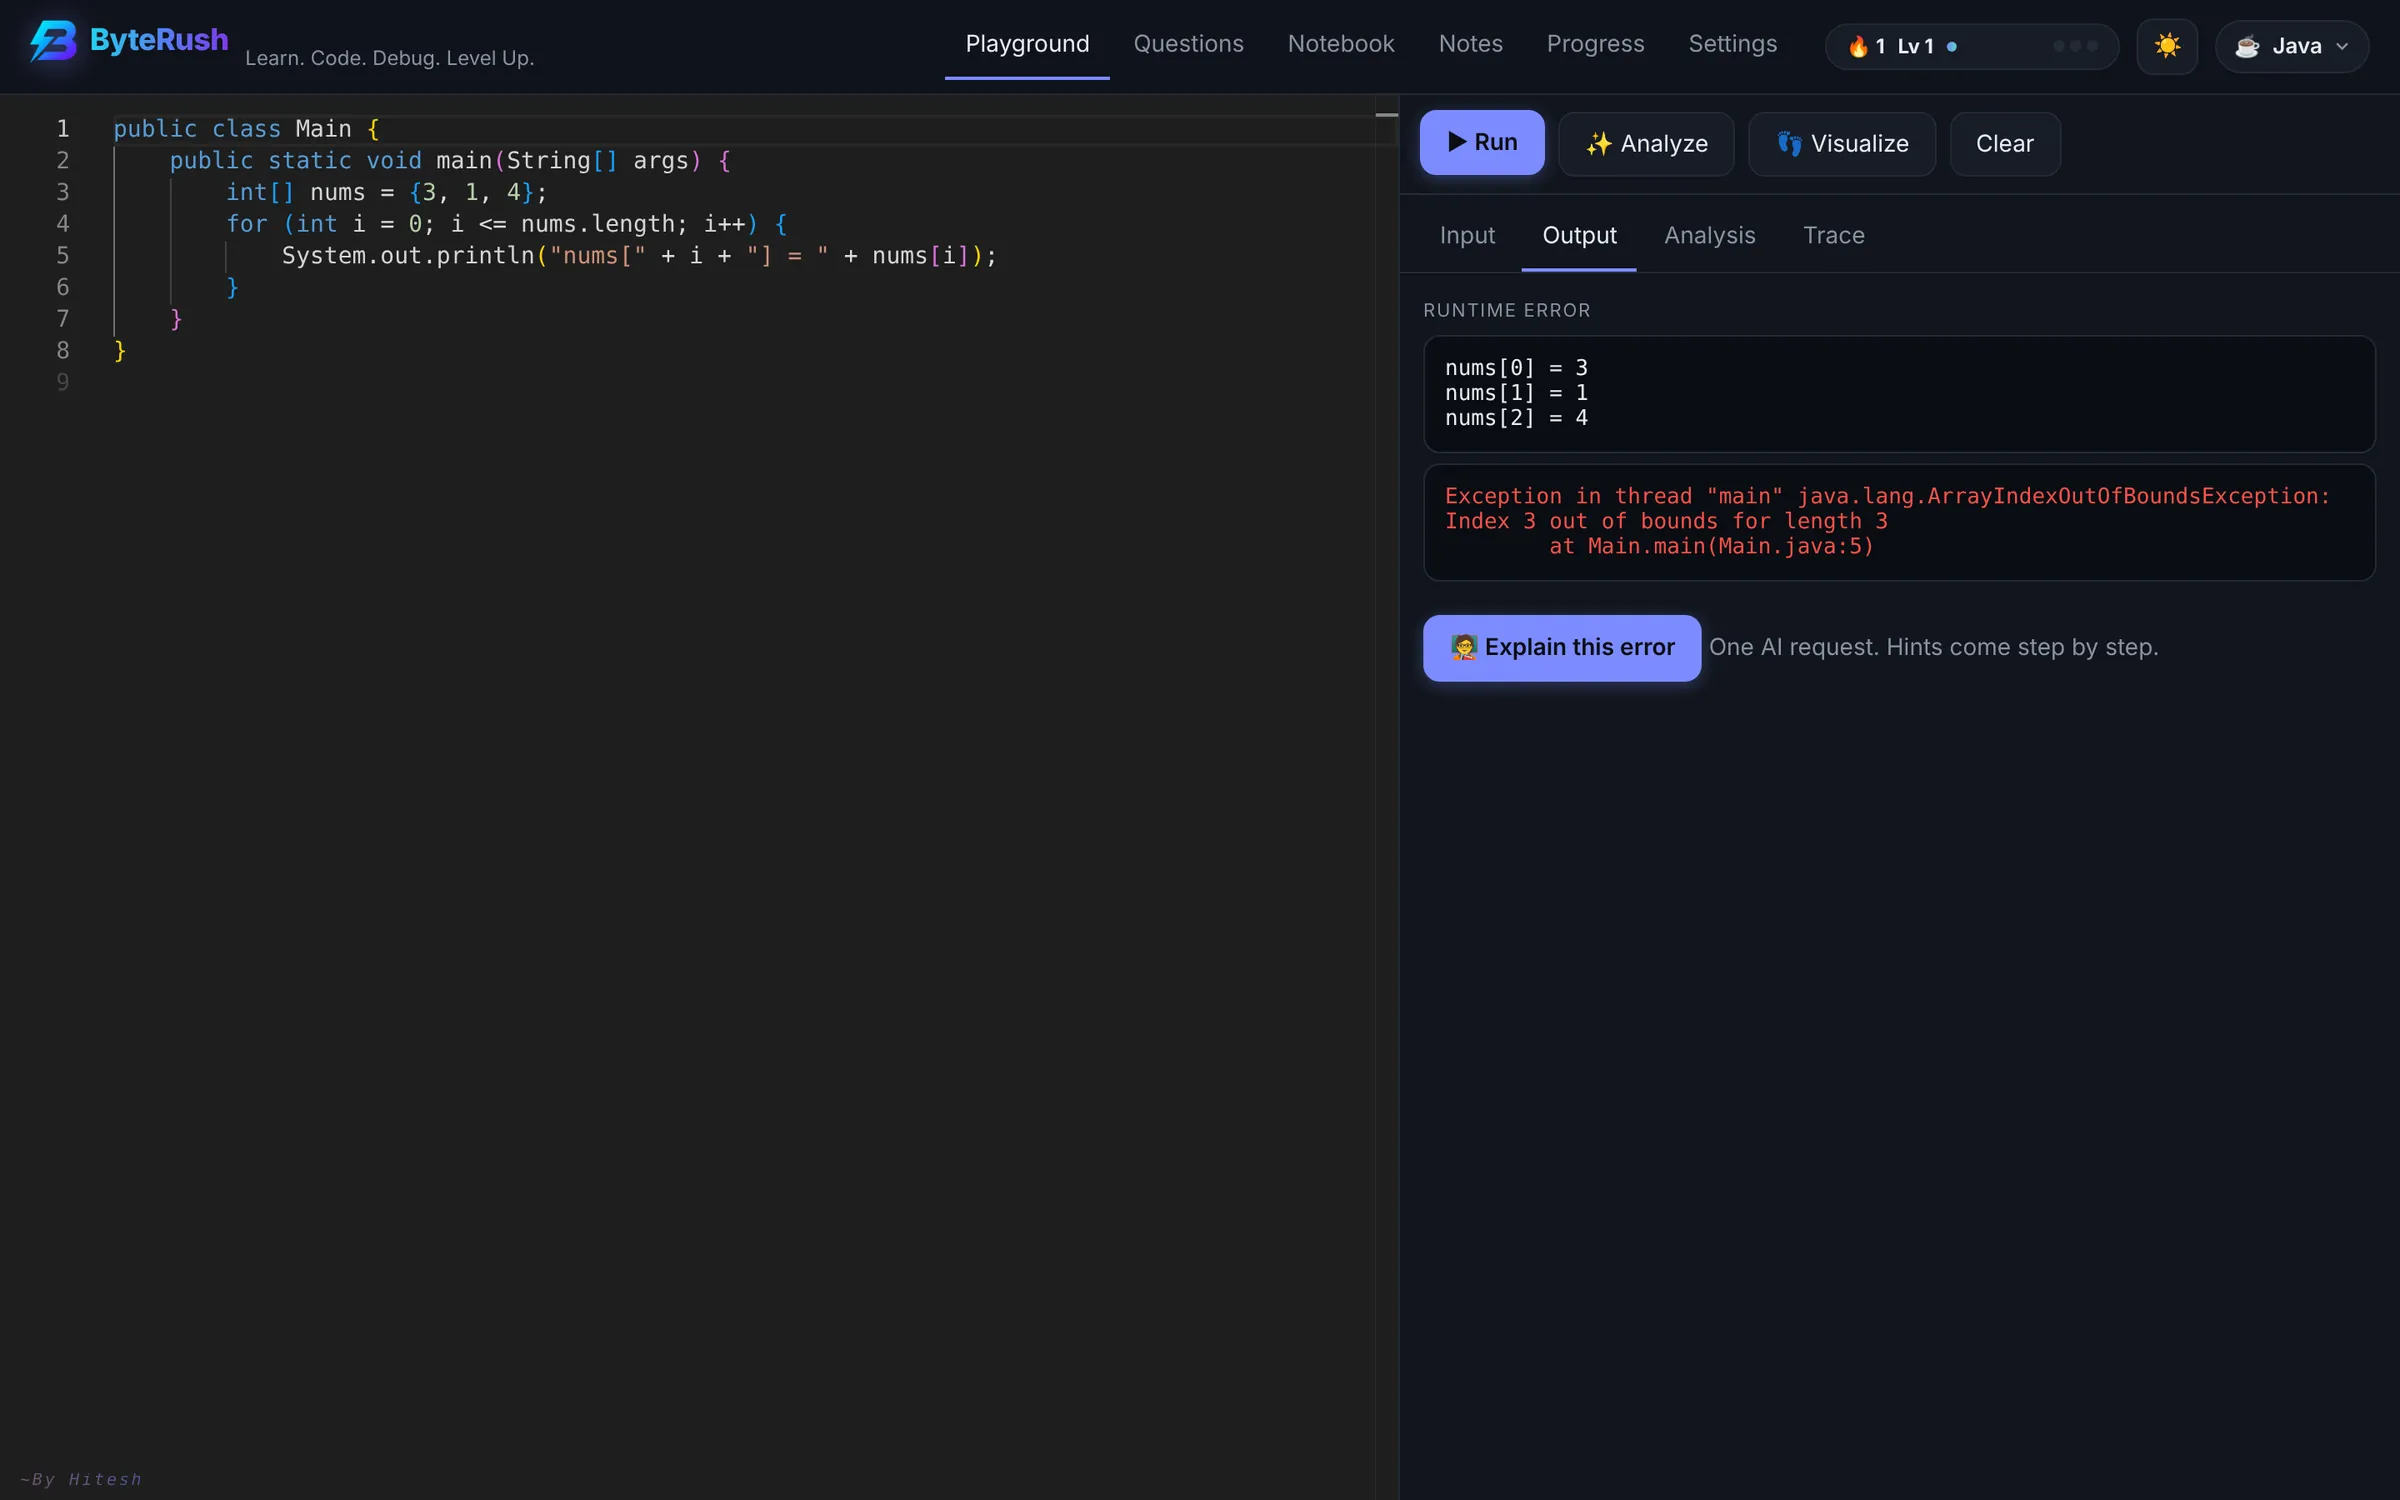 ByteRush
Learn. Code. Debug. Level Up.
Playground Questions Notebook Notes Progress Settings
🔥 1 Lv 1
☕ Java
1 public class Main {
2     public static void main(String[] args) {
3         int[] nums = {3, 1, 4};
4         for (int i = 0; i <= nums.length; i++) {
5             System.out.println("nums[" + i + "] = " + nums[i]);
6         }
7     }
8 }
9
▶ Run ✨ Analyze 👣 Visualize Clear
Input Output Analysis Trace
RUNTIME ERROR
nums[0] = 3
nums[1] = 1
nums[2] = 4
Exception in thread "main" java.lang.ArrayIndexOutOfBoundsException:
Index 3 out of bounds for length 3
        at Main.main(Main.java:5)
🧑‍🏫 Explain this error One AI request. Hints come step by step.
~By Hitesh